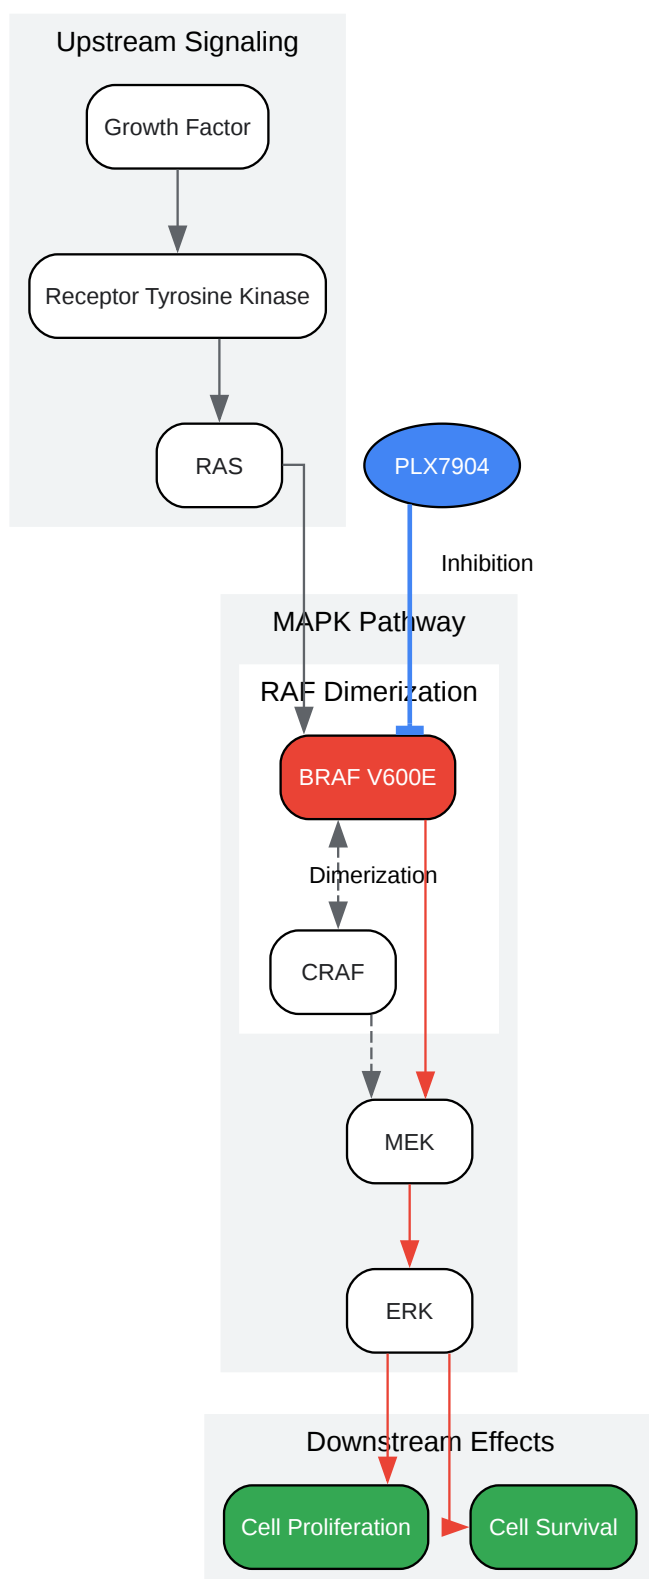 Upstream Signaling
Growth Factor
Receptor Tyrosine Kinase
RAS
PLX7904
Inhibition
MAPK Pathway
RAF Dimerization
BRAF V600E
Dimerization
CRAF
MEK
ERK
Downstream Effects
Cell Proliferation
Cell Survival